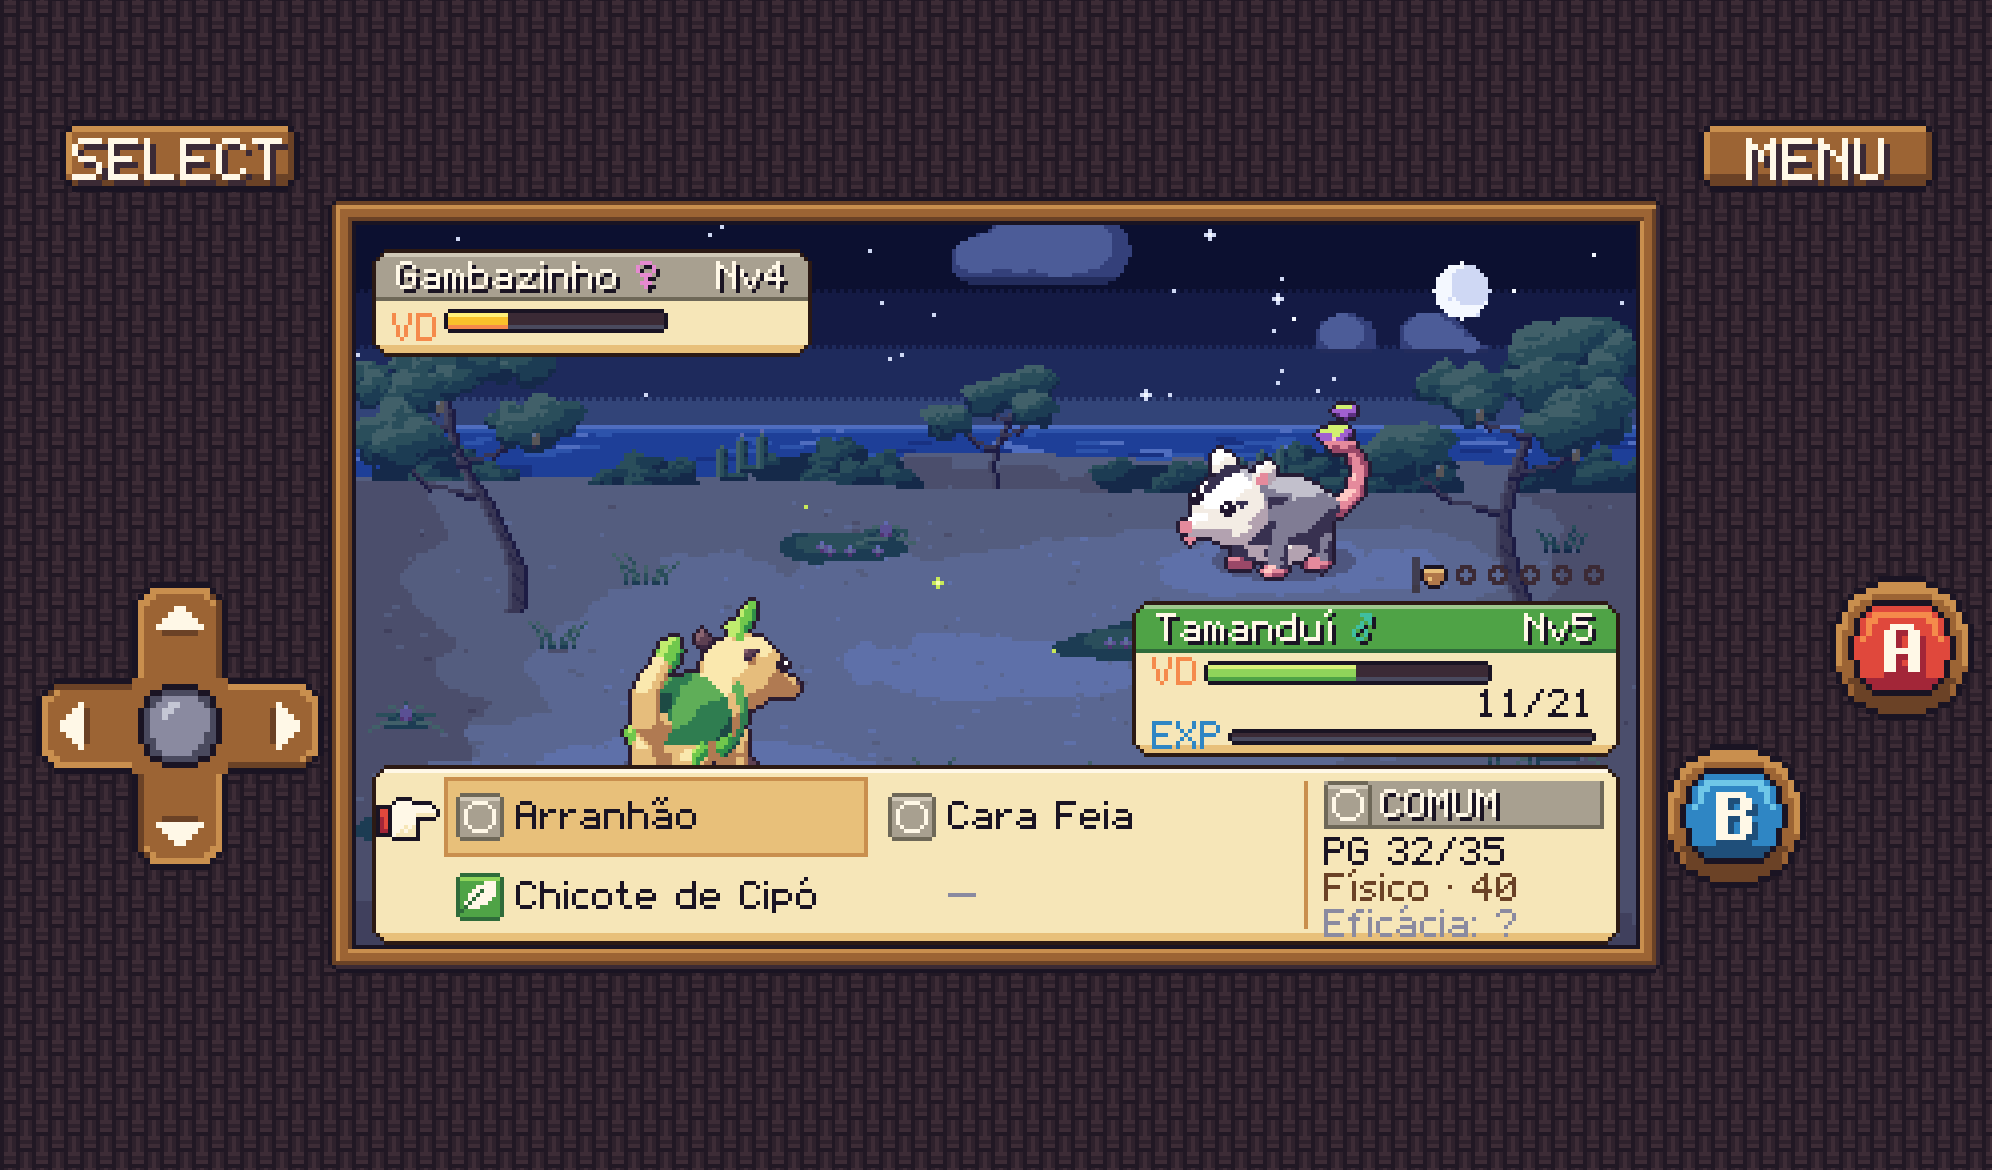 SELECT
MENU
Gambazinho ♀ Nv4
VD
Tamanduí ♂ Nv5
VD
11/21
EXP
Arranhão
Cara Feia
Chicote de Cipó
—
COMUM
PG 32/35
Físico · 40
Eficácia: ?
A
B